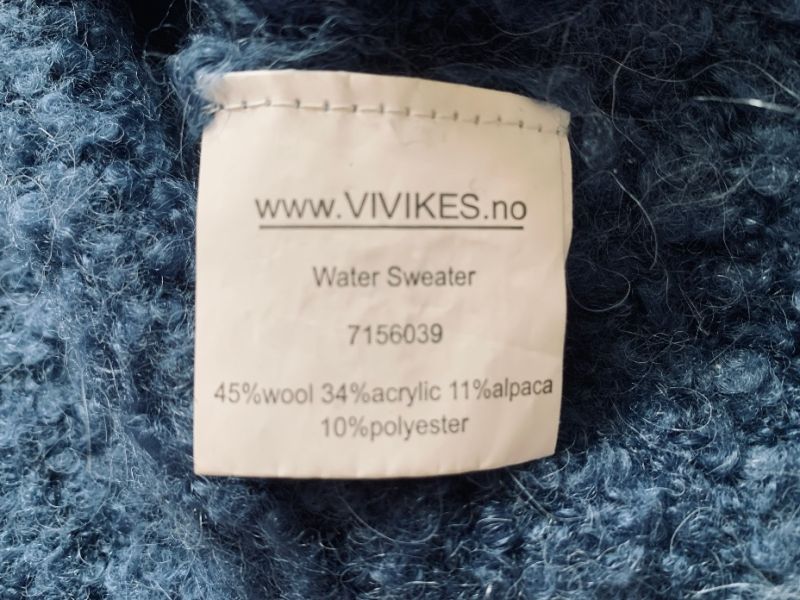 www.VIVIKES.no
Water Sweater
7156039
45%wool 34%acrylic 11%alpaca
10%polyester